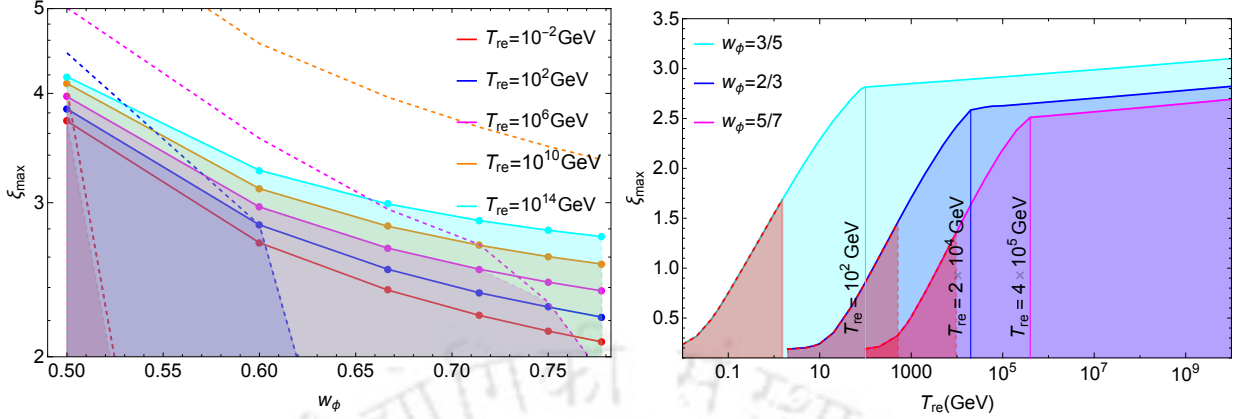 5
4
3
2
ξmax
0.50
0.55
0.60
0.65
0.70
0.75
wϕ
Tre=10⁻²GeV
Tre=10²GeV
Tre=10⁶GeV
Tre=10¹⁰GeV
Tre=10¹⁴GeV
3.5
3.0
2.5
2.0
1.5
1.0
0.5
ξmax
wϕ=3/5
wϕ=2/3
wϕ=5/7
Tre = 10² GeV
Tre = 2 × 10⁴ GeV
Tre = 4 × 10⁵ GeV
0.1
10
1000
10⁵
10⁷
10⁹
Tre(GeV)